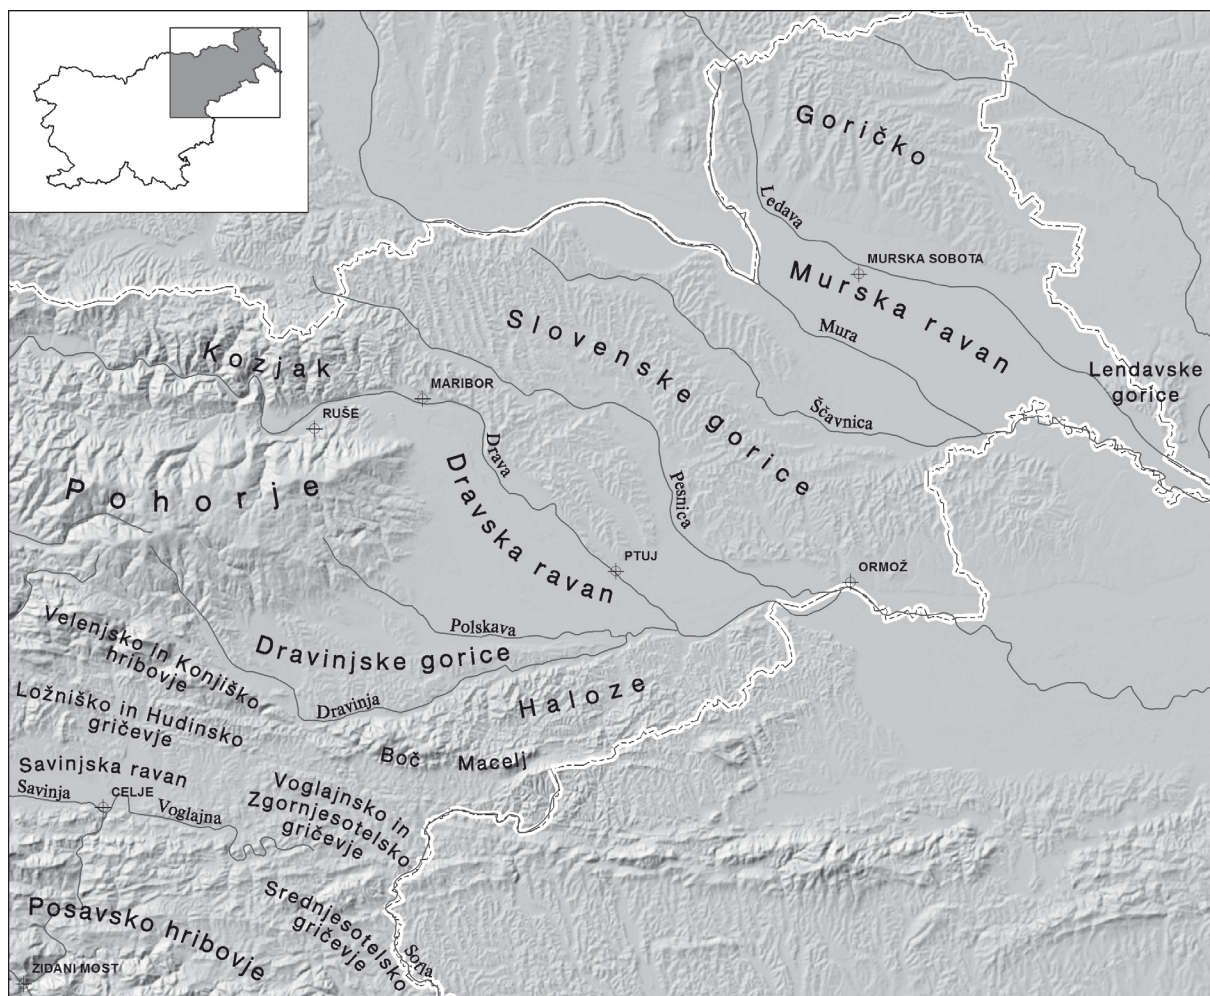 Goričko
Ledava
MURSKA SOBOTA
Murska ravan
Mura
Slovenske gorice
Lendavske
gorice
Kozjak
MARIBOR
RUŠE
Ščavnica
Drava
Pohorje
Dravska ravan
Pesnica
PTUJ
ORMOŽ
Polskava
Velenjsko in Konjiško
hribovje
Dravinjske gorice
Haloze
Dravinja
Ložniško in Hudinsko
gričevje
Boč
Macelj
Savinjska ravan
Savinja
CELJE
Voglajna
Voglajnsko in
Zgornjesotelsko
gričevje
Srednjesotelsko
gričevje
Posavsko hribovje
Sotla
ZIDANI MOST